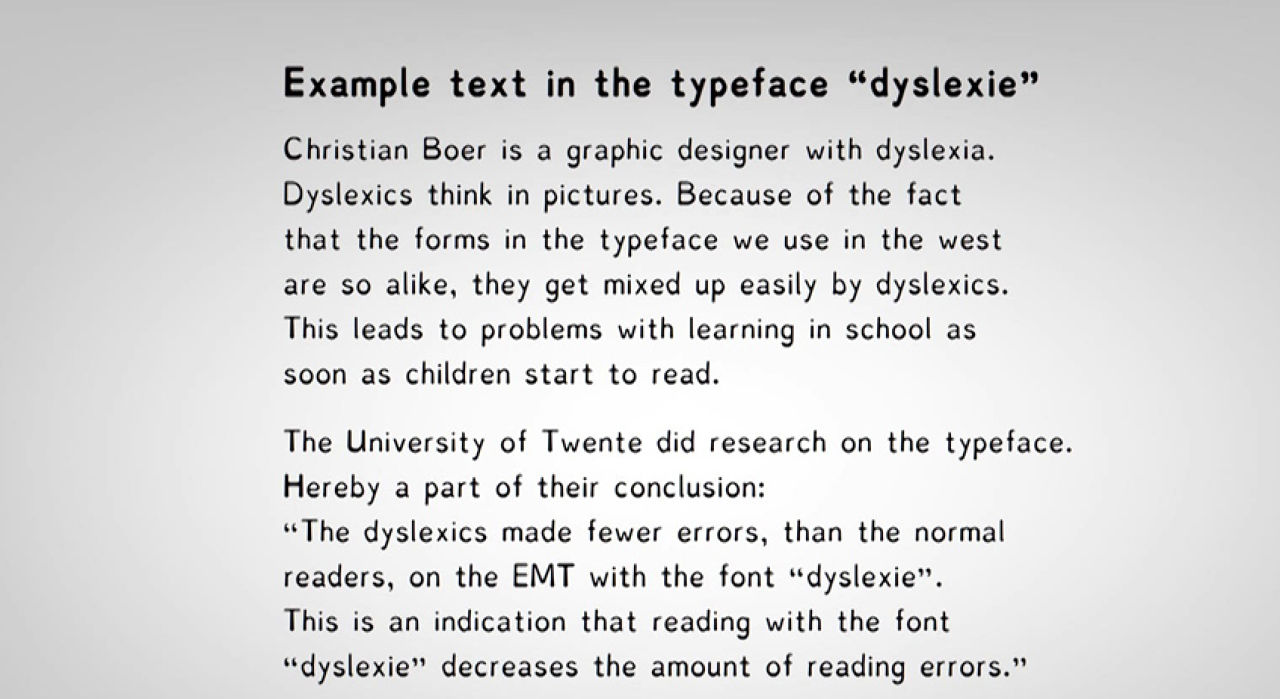 Example text in the typeface “dyslexie”
Christian Boer is a graphic designer with dyslexia.
Dyslexics think in pictures. Because of the fact
that the forms in the typeface we use in the west
are so alike, they get mixed up easily by dyslexics.
This leads to problems with learning in school as
soon as children start to read.
The University of Twente did research on the typeface.
Hereby a part of their conclusion:
“The dyslexics made fewer errors, than the normal
readers, on the EMT with the font “dyslexie”.
This is an indication that reading with the font
“dyslexie” decreases the amount of reading errors.”